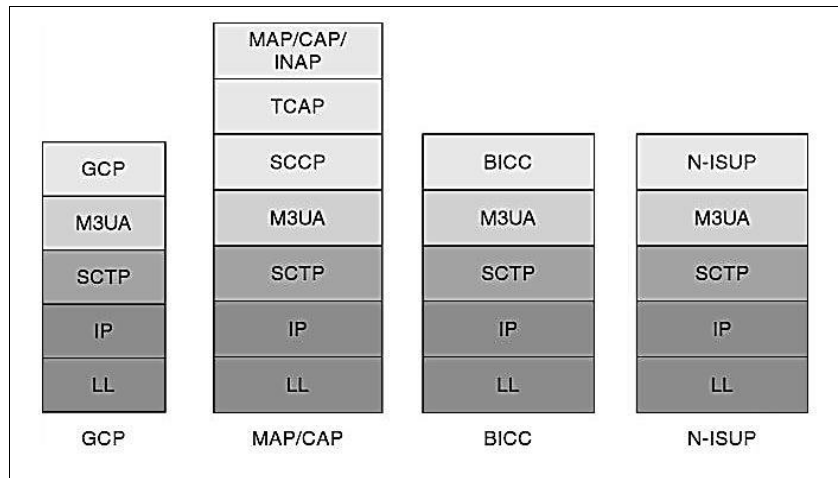 MAP/CAP/
INAP
TCAP
GCP
SCCP
BICC
N-ISUP
M3UA
M3UA
M3UA
M3UA
SCTP
SCTP
SCTP
SCTP
IP
IP
IP
IP
LL
LL
LL
LL
GCP
MAP/CAP
BICC
N-ISUP